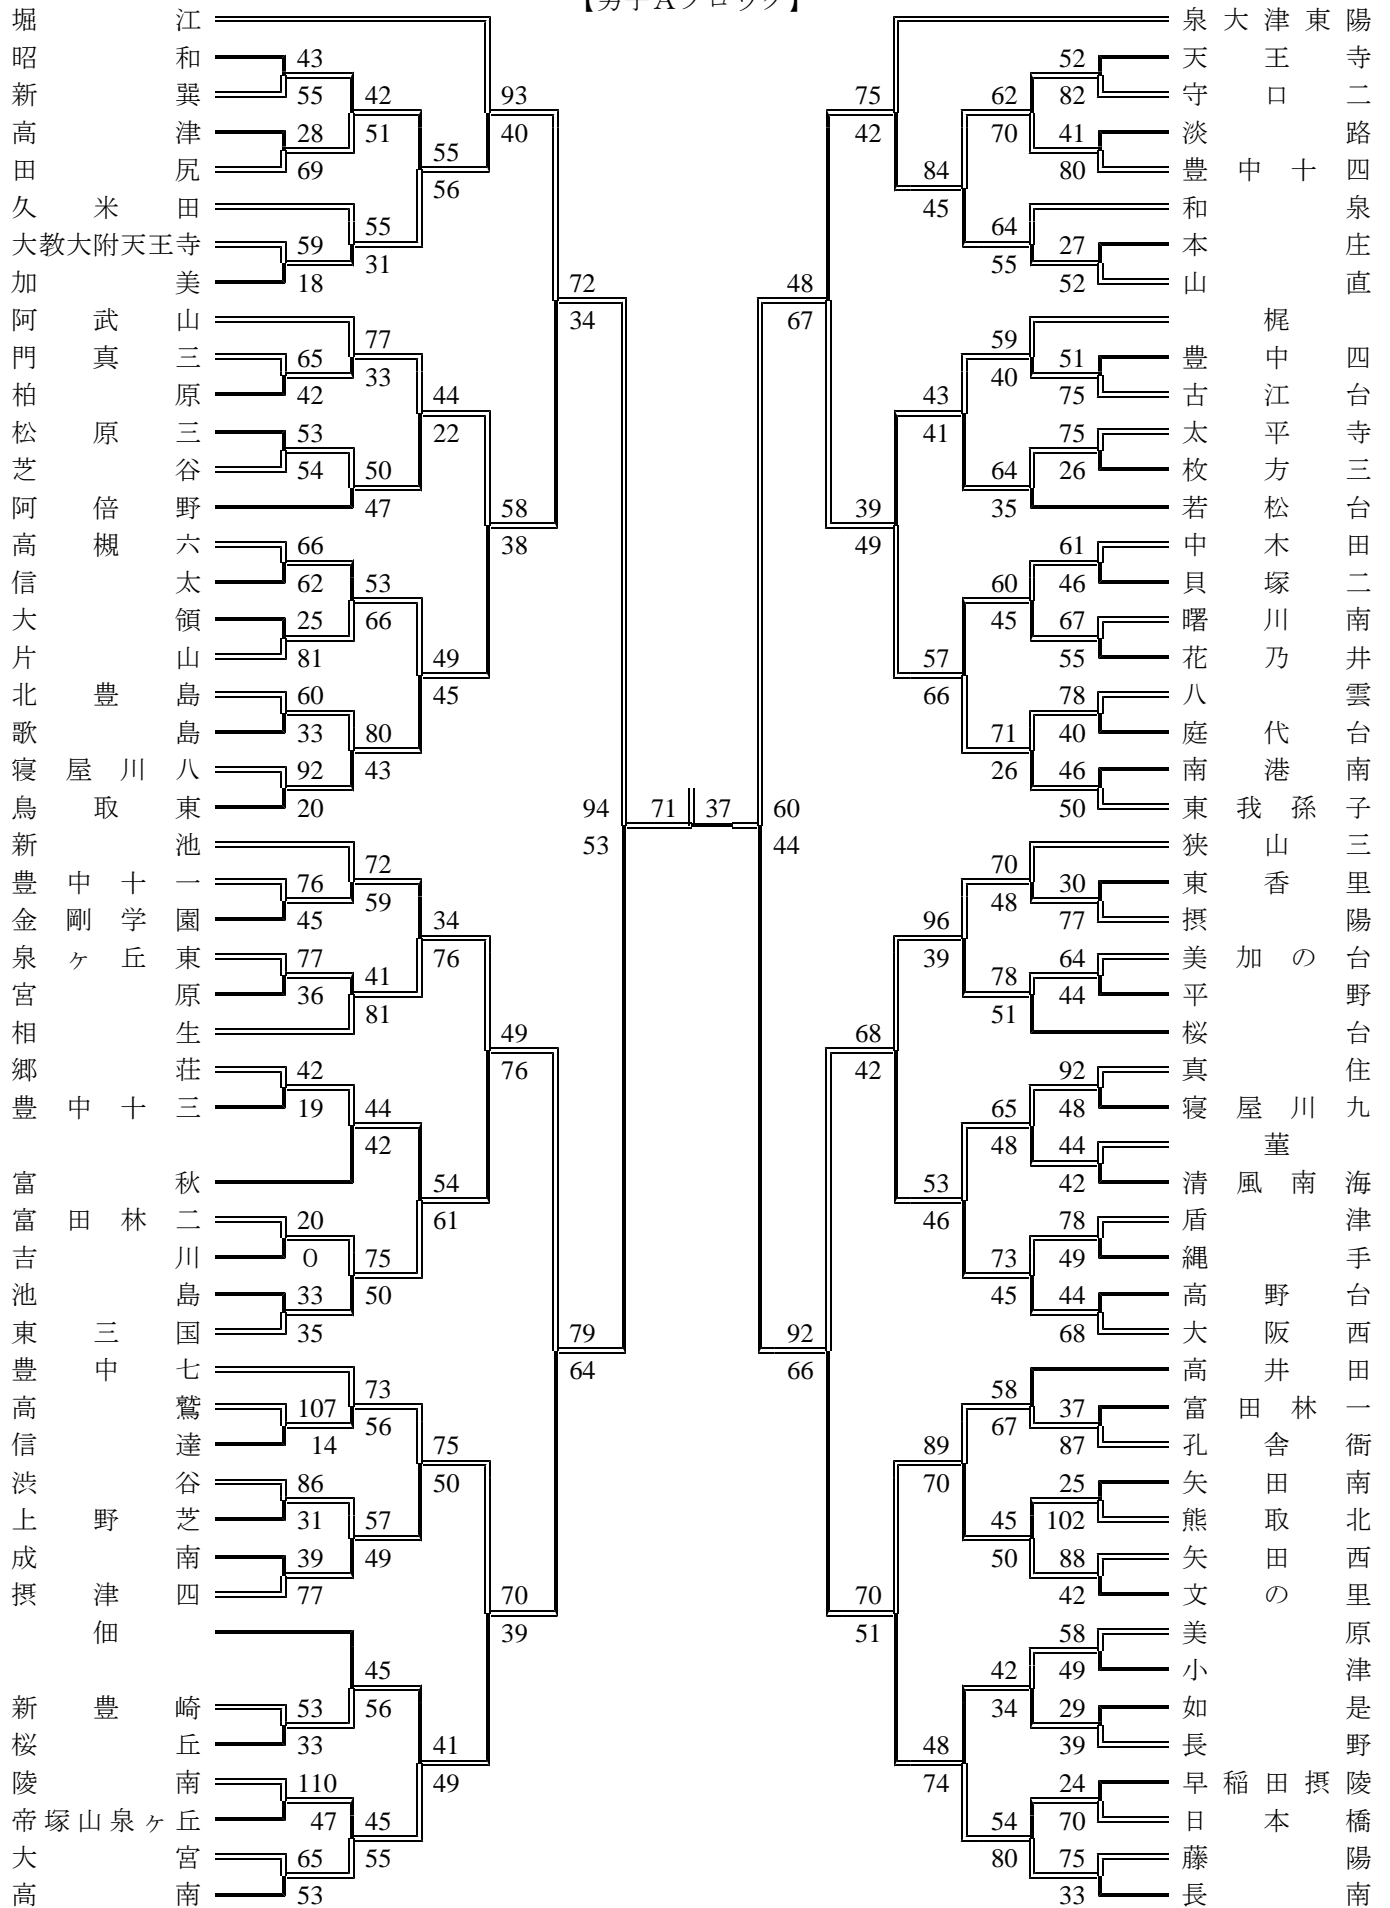 【男子Aブロック】
堀江
昭和 43
新巽 55
42
高津 28
51
田尻 69
55
56
久米田
55
大教大附天王寺 59
31
加美 18
93
40
阿武山
77
門真三 65
33
柏原 42
44
22
松原三 53
芝谷 54
50
阿倍野
47
58
38
高槻六 66
信太 62
53
大領 25
66
片山 81
49
45
北豊島 60
歌島 33
80
寝屋川八 92
43
鳥取東 20
72
34
新池
72
豊中十一 76
59
金剛学園 45
34
76
泉ヶ丘東 77
宮原 36
41
相生
81
49
76
郷荘 42
豊中十三 19
44
42
富秋
54
61
富田林二 20
吉川 0
75
池島 33
50
東三国 35
79
64
豊中七
73
高鷲 107
56
信達 14
75
50
渋谷 86
上野芝 31
57
成南 39
49
摂津四 77
70
39
佃
45
新豊崎 53
56
桜丘 33
41
49
陵南 110
帝塚山泉ヶ丘 47
45
大宮 65
55
高南 53
94
53
71 37
60
44
泉大津東陽
52 天王寺
82 守口二
62
70
41 淡路
80 豊中十四
84
45
和泉
64
55
27 本庄
52 山直
75
42
梶
59
40
51 豊中四
75 古江台
43
41
75 太平寺
26 枚方三
64
35
若松台
39
49
61 中木田
46 貝塚二
60
45
67 曙川南
55 花乃井
57
66
78 八雲
40 庭代台
71
26
46 南港南
50 東我孫子
48
67
狭山三
70
48
30 東香里
77 摂陽
96
39
64 美加の台
44 平野
78
51
桜台
68
42
92 真住
48 寝屋川九
65
48
44 菫
42 清風南海
53
46
78 盾津
49 縄手
73
45
44 高野台
68 大阪西
92
66
高井田
58
67
37 富田林一
87 孔舎衙
89
70
25 矢田南
102 熊取北
45
50
88 矢田西
42 文の里
70
51
58 美原
49 小津
42
34
29 如是
39 長野
48
74
24 早稲田摂陵
70 日本橋
54
80
75 藤陽
33 長南